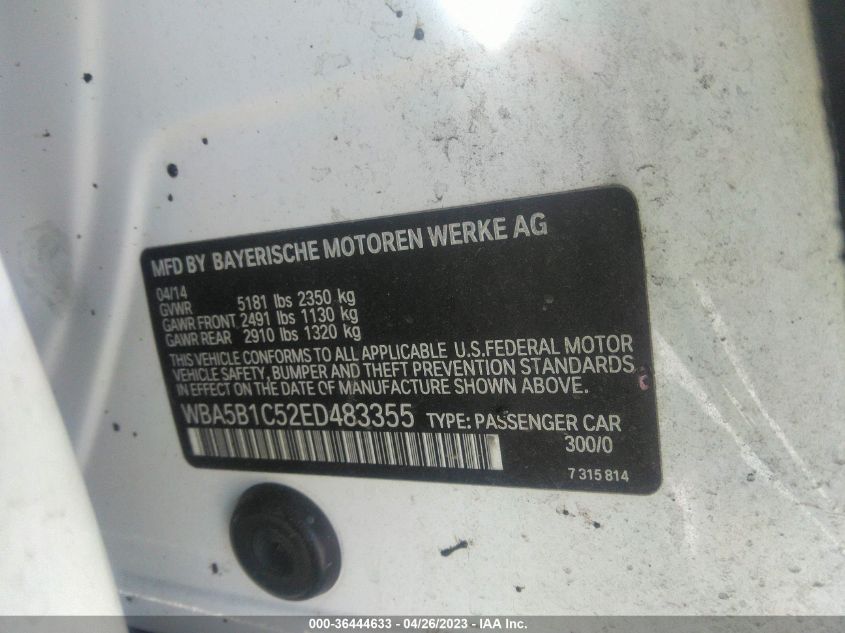 MFD BY BAYERISCHE MOTOREN WERKE AG
04/14
GVWR 5181 lbs 2350 kg
GAWR FRONT 2491 lbs 1130 kg
GAWR REAR 2910 lbs 1320 kg
THIS VEHICLE CONFORMS TO ALL APPLICABLE U.S.FEDERAL MOTOR
VEHICLE SAFETY, BUMPER AND THEFT PREVENTION STANDARDS
IN EFFECT ON THE DATE OF MANUFACTURE SHOWN ABOVE.
WBA5B1C52ED483355 TYPE: PASSENGER CAR
300/0
7 315 814
000-36444633 - 04/26/2023 - IAA Inc.